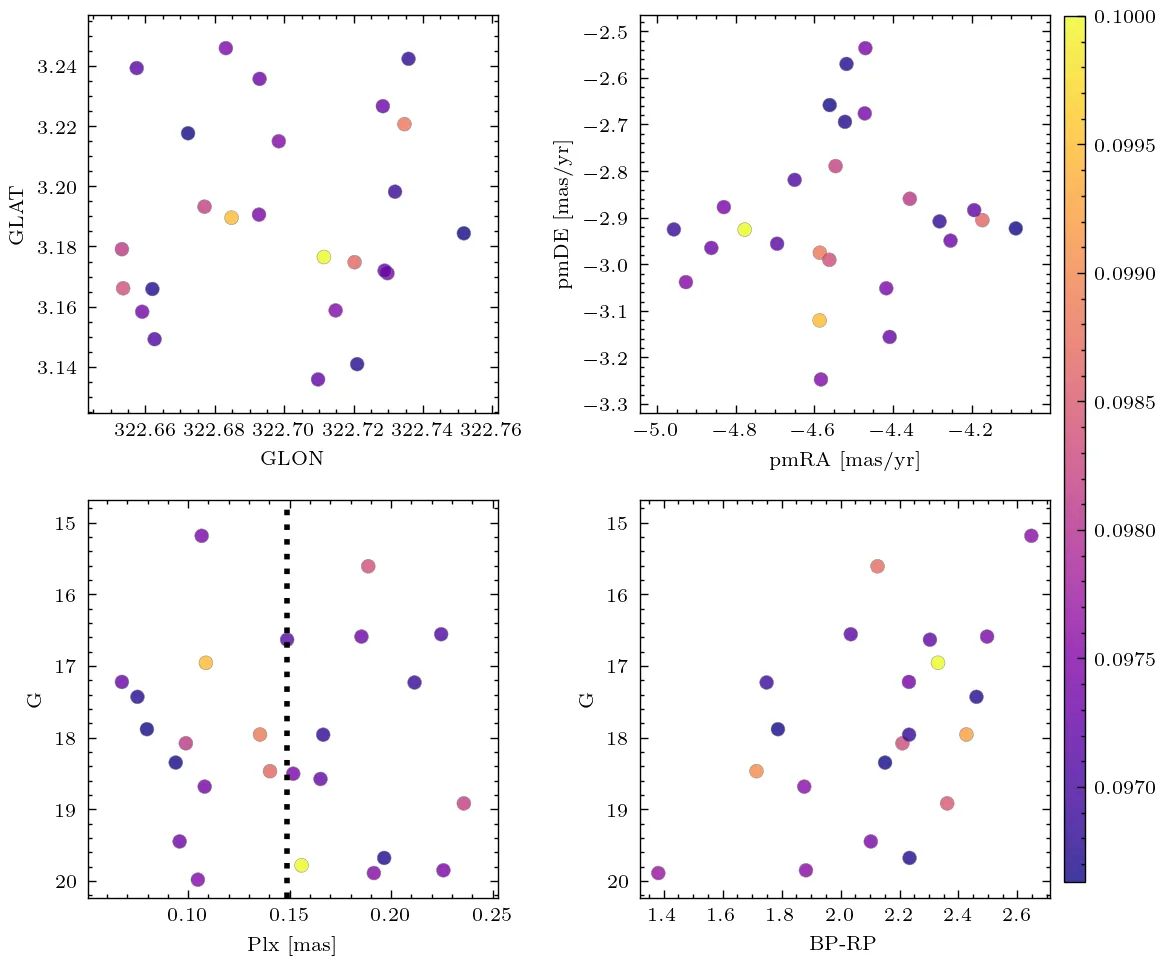 3.24
3.22
3.20
3.18
3.16
3.14
GLAT
322.66 322.68 322.70 322.72 322.74 322.76
GLON
−2.5
−2.6
−2.7
−2.8
−2.9
−3.0
−3.1
−3.2
−3.3
pmDE [mas/yr]
−5.0 −4.8 −4.6 −4.4 −4.2
pmRA [mas/yr]
0.1000
0.0995
0.0990
0.0985
0.0980
0.0975
0.0970
15
16
17
18
19
20
G
0.10 0.15 0.20 0.25
Plx [mas]
15
16
17
18
19
20
G
1.4 1.6 1.8 2.0 2.2 2.4 2.6
BP-RP